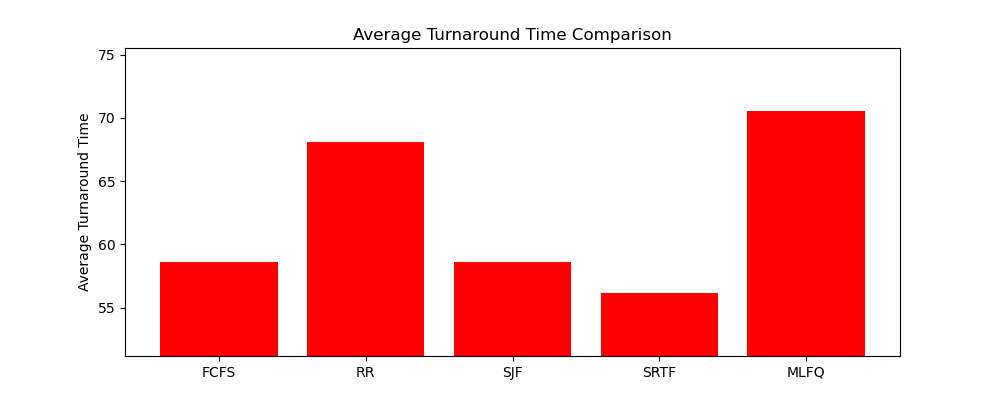 Average Turnaround Time Comparison
Average Turnaround Time
75
70
65
60
55
FCFS RR SJF SRTF MLFQ